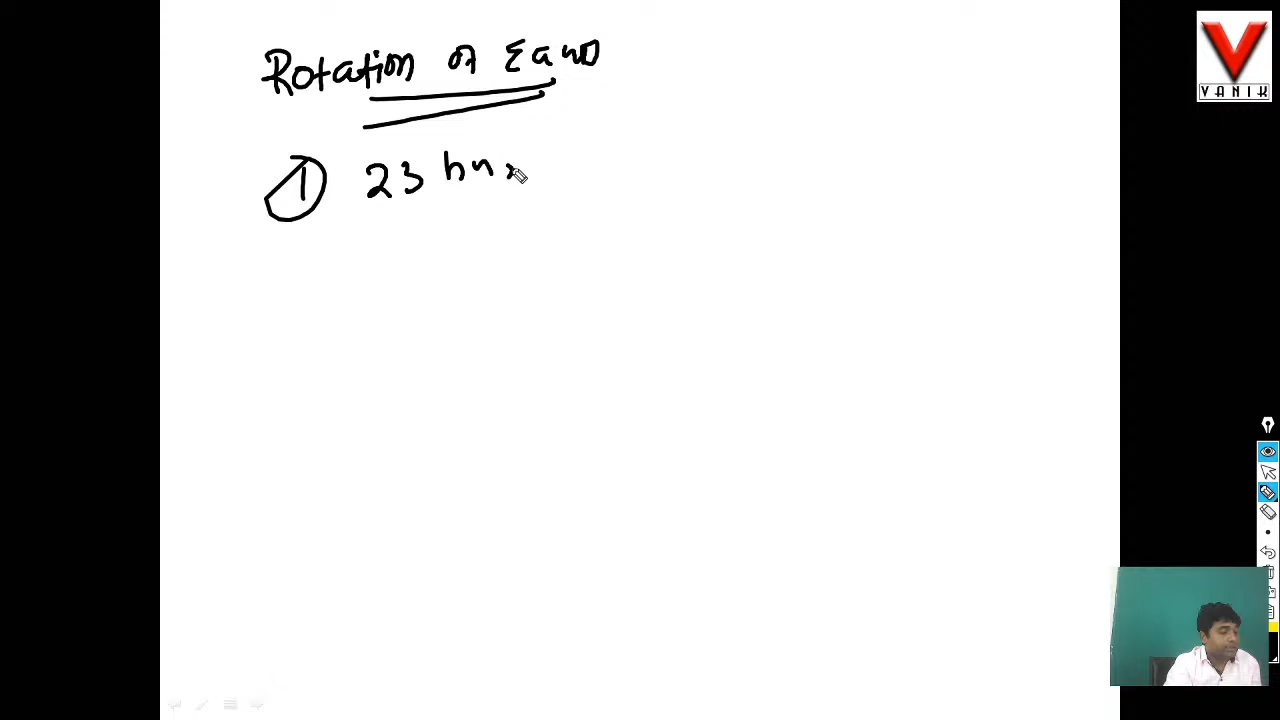 Rotation of Earth
① 23 hrs
VANIK